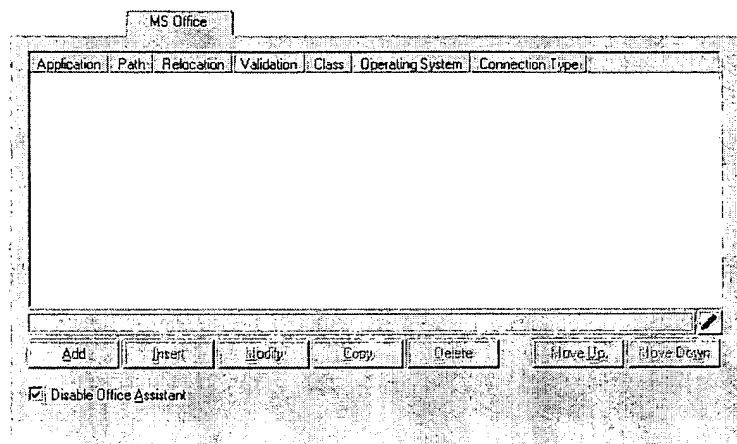 MS Office
Application Path Relocation Validation Class Operating System Connection Type
Add Insert Modify Copy Delete Move Up Move Down
Disable Office Assistant